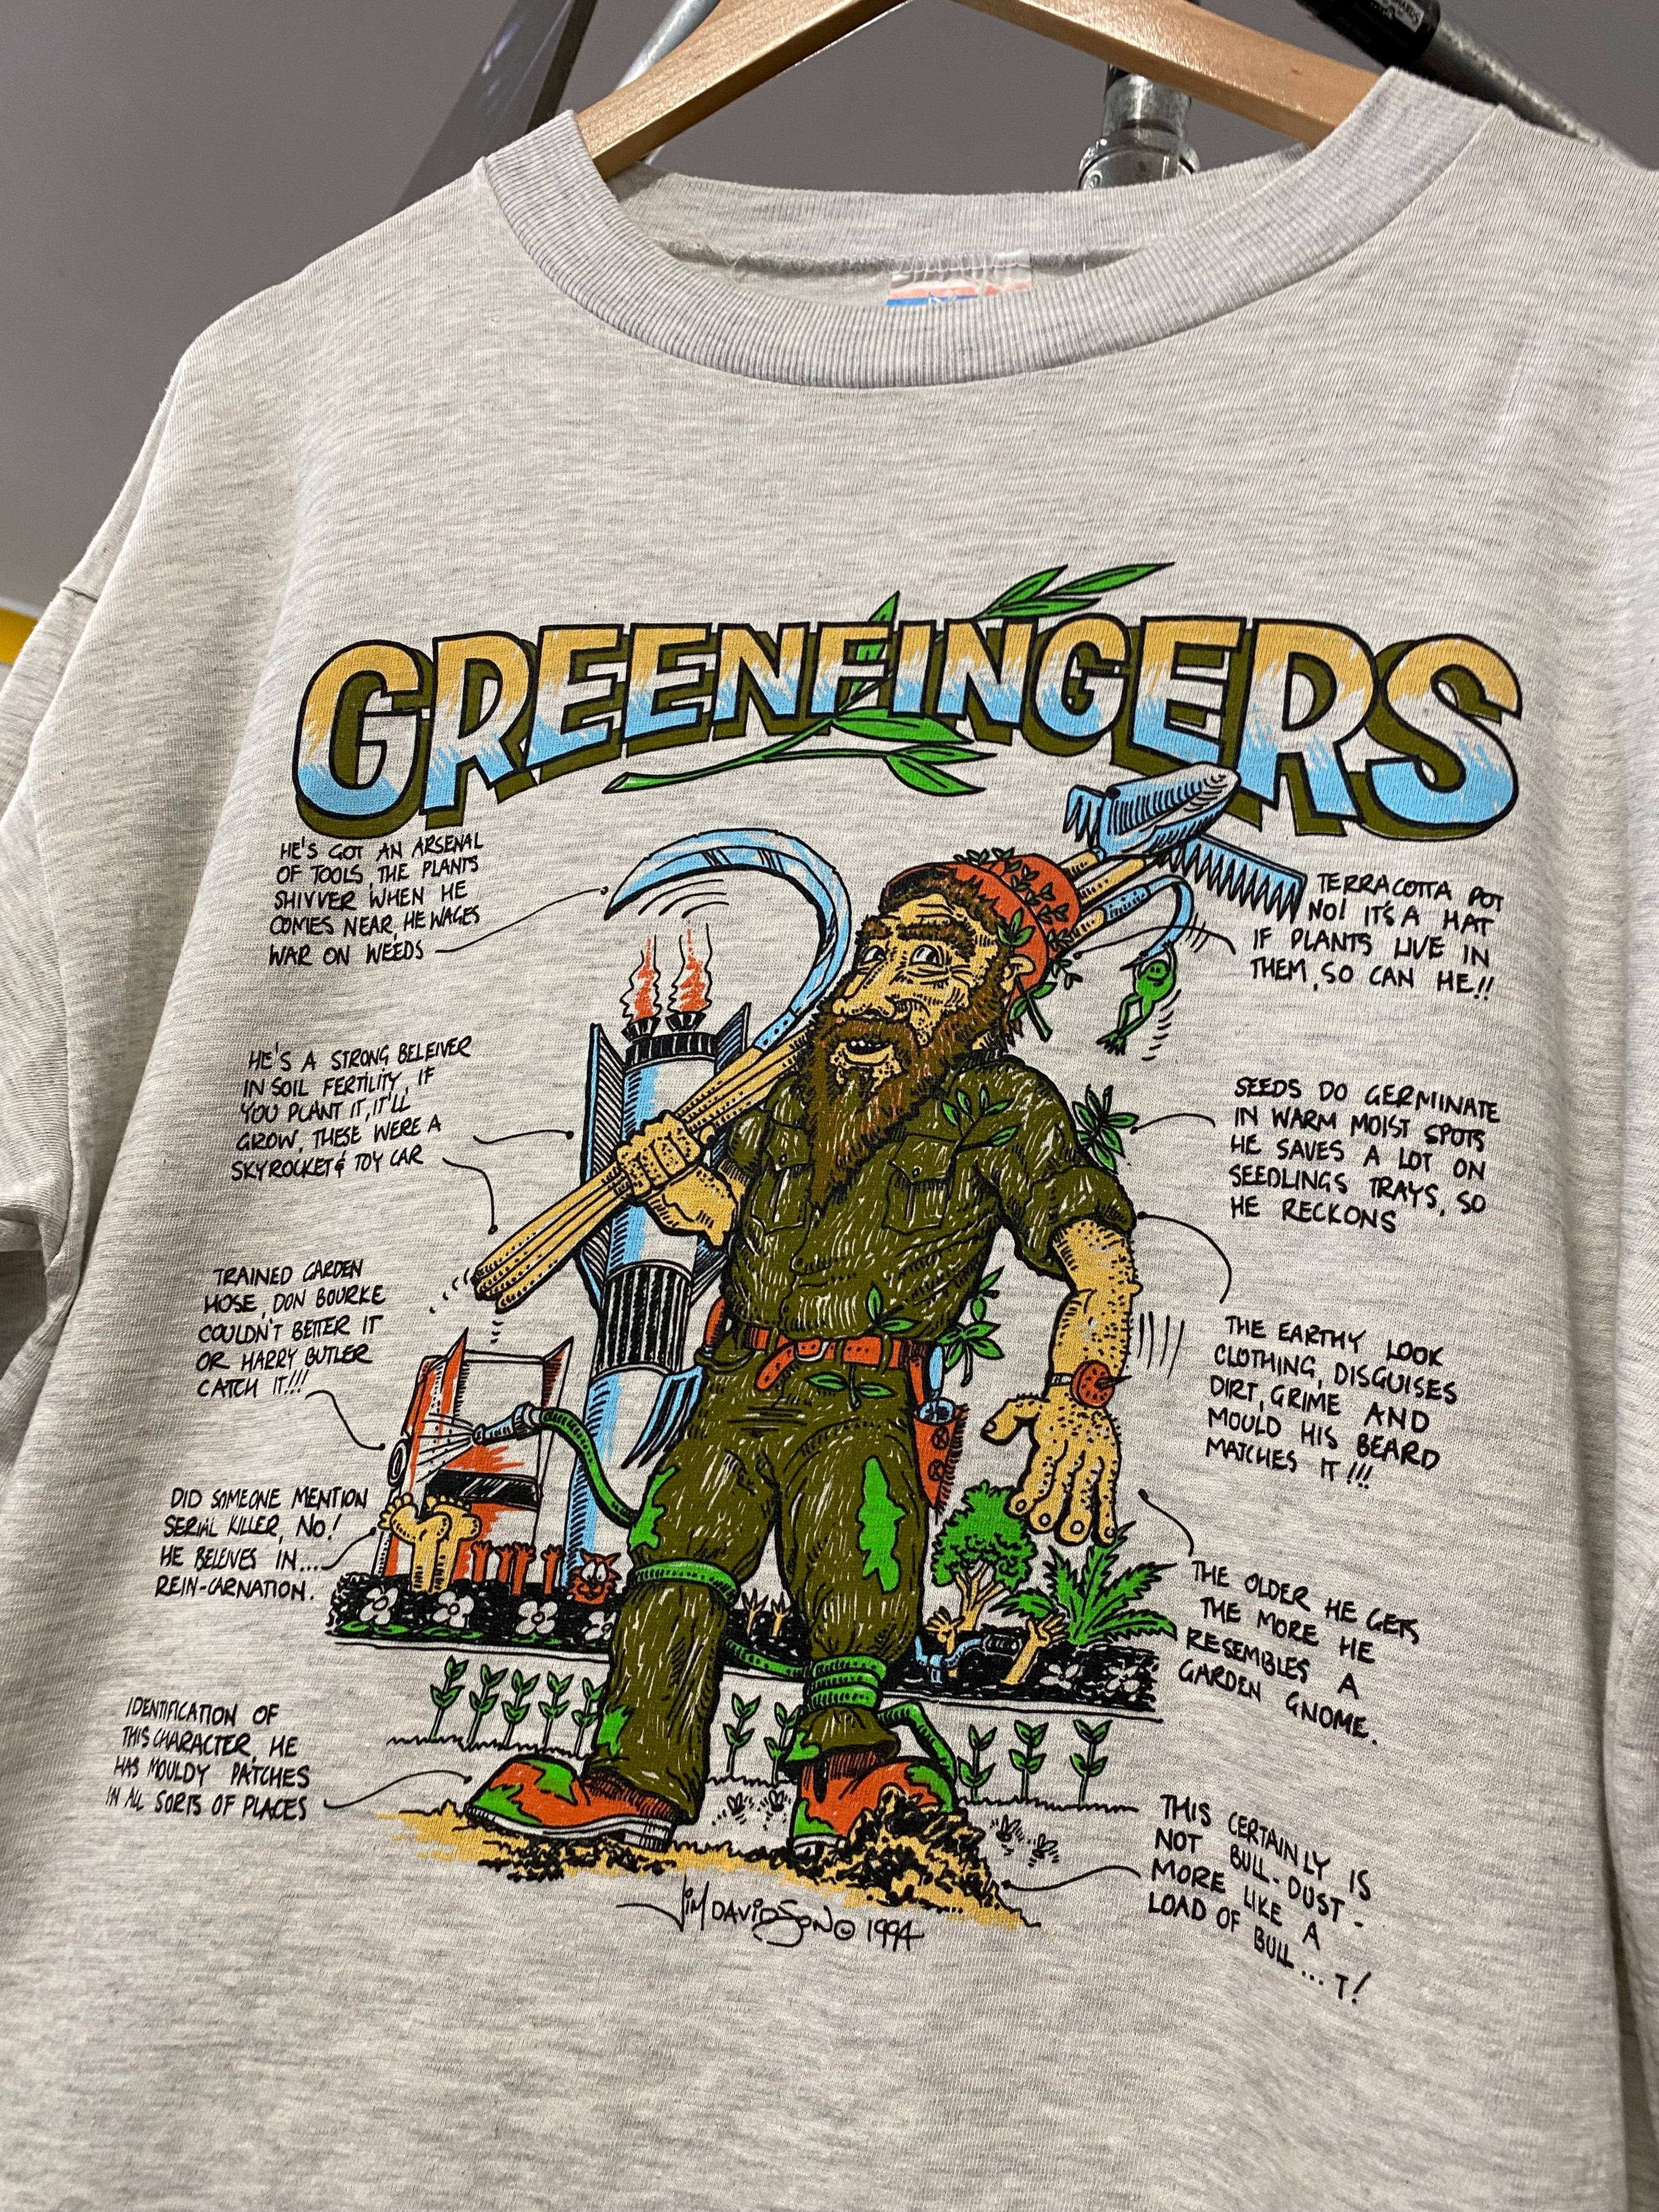 GREENFINGERS
HE'S GOT AN ARSENAL
OF TOOLS, THE PLANTS
SHIVVER WHEN HE
COMES NEAR, HE WAGES
WAR ON WEEDS
TERRACOTTA POT
NO! IT'S A HAT
IF PLANTS LIVE IN
THEM, SO CAN HE!!
HE'S A STRONG BELEIVER
IN SOIL FERTILITY, IF
YOU PLANT IT, IT'LL
GROW, THESE WERE A
SKYROCKET & TOY CAR
SEEDS DO GERMINATE
IN WARM MOIST SPOTS
HE SAVES A LOT ON
SEEDLINGS TRAYS, SO
HE RECKONS
TRAINED GARDEN
HOSE, DON BOURKE
COULDN'T BETTER IT
OR HARRY BUTLER
CATCH IT!!!
THE EARTHY LOOK
CLOTHING, DISGUISES
DIRT, GRIME AND
MOULD HIS BEARD
MATCHES IT!!!
DID SOMEONE MENTION
SERIAL KILLER, NO!
HE BELEIVES IN....
REIN-CARNATION.
THE OLDER HE GETS
THE MORE HE
RESEMBLES A
GARDEN GNOME.
IDENTIFICATION OF
THIS CHARACTER, HE
HAS MOULDY PATCHES
IN ALL SORTS OF PLACES
THIS CERTAINLY IS
NOT BULL-DUST-
MORE LIKE A
LOAD OF BULL...T!
JIM DAVIDSON © 1994